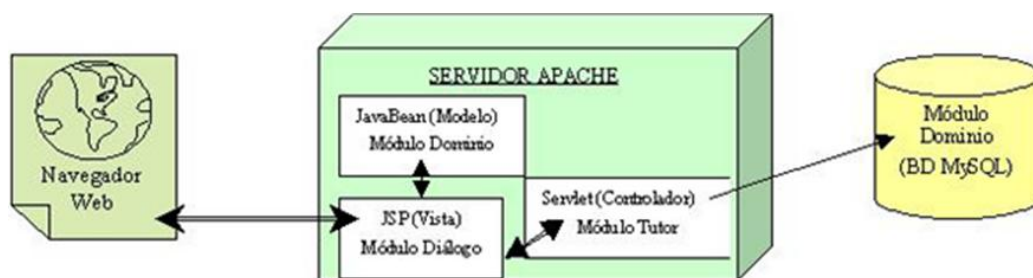 SERVIDOR APACHE
Navegador
Web
JavaBean (Modelo)
Módulo Dominio
JSP (Vista)
Módulo Diálogo
Servlet (Controlador)
Módulo Tutor
Módulo
Dominio
(BD MySQL)